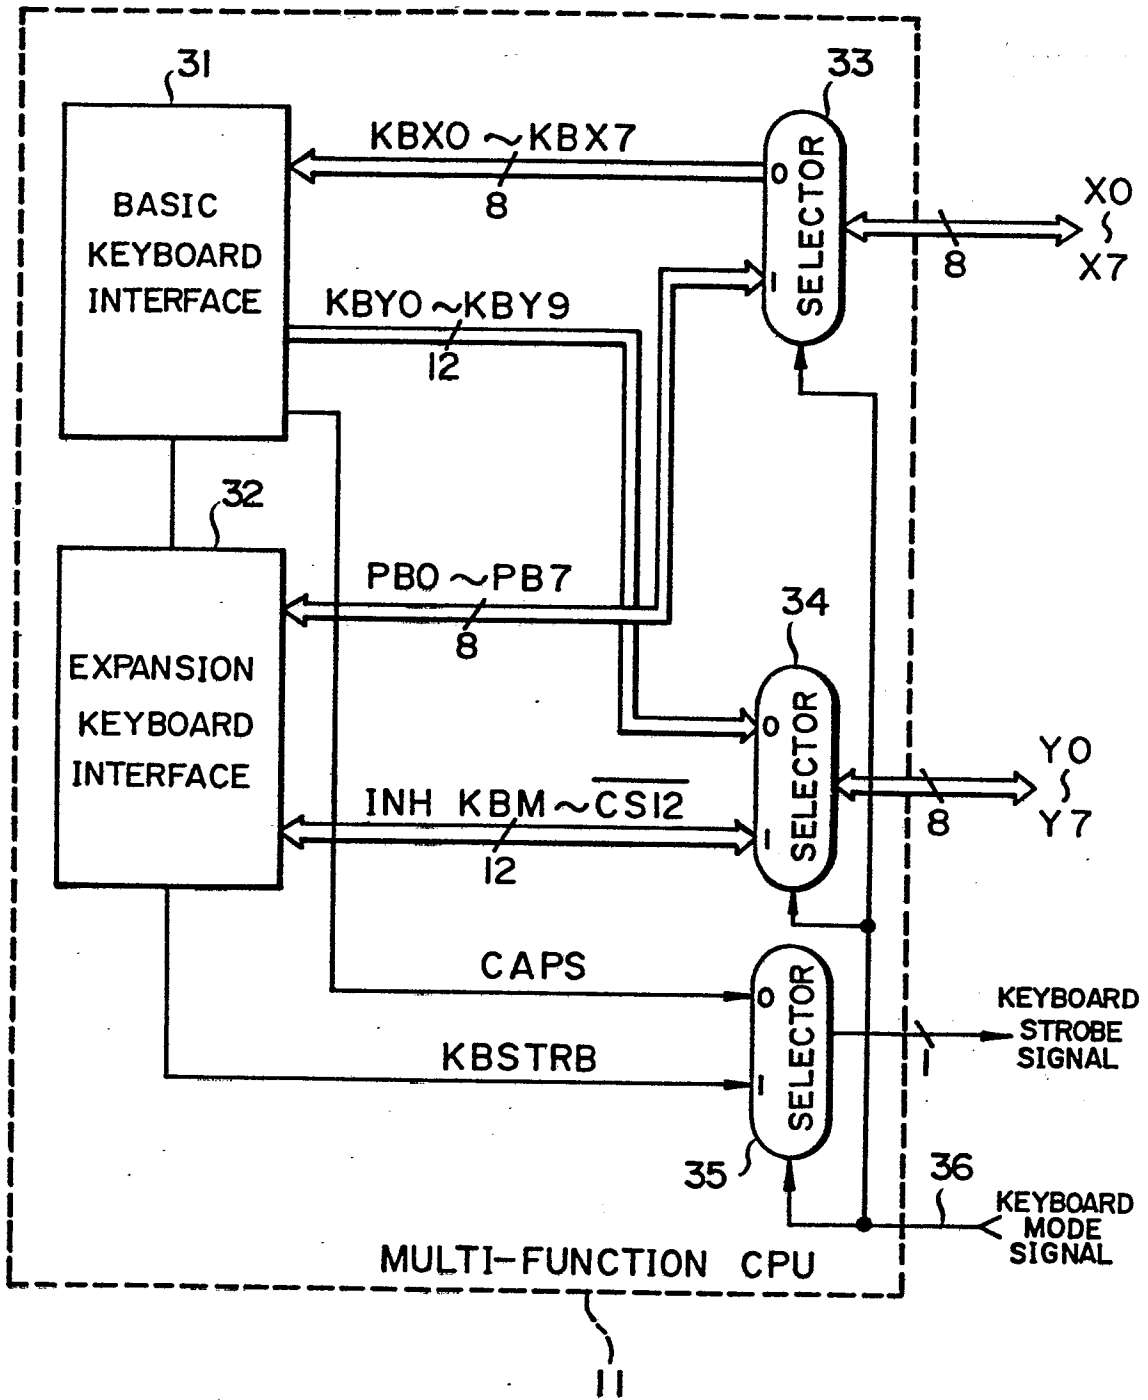 31
33
KBX0 ~ KBX7
8
0
SELECTOR
1
X0
~
X7
8
BASIC
KEYBOARD
INTERFACE
KBY0 ~ KBY9
12
32
PB0 ~ PB7
8
34
EXPANSION
KEYBOARD
INTERFACE
0
SELECTOR
1
Y0
~
Y7
8
INH KBM ~ C̅S̅1̅2̅
12
CAPS
0
SELECTOR
1
KEYBOARD
STROBE
SIGNAL
1
KBSTRB
35
36
KEYBOARD
MODE
SIGNAL
MULTI-FUNCTION CPU
11